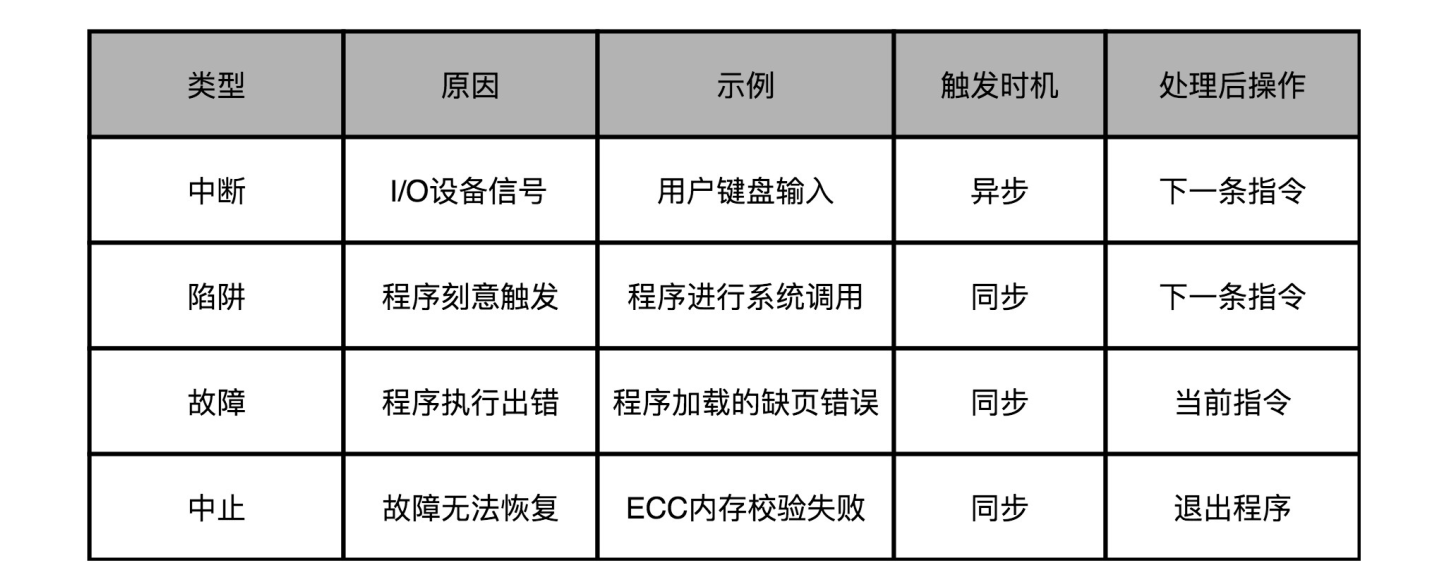 类型 原因 示例 触发时机 处理后操作
中断 I/O设备信号 用户键盘输入 异步 下一条指令
陷阱 程序刻意触发 程序进行系统调用 同步 下一条指令
故障 程序执行出错 程序加载的缺页错误 同步 当前指令
中止 故障无法恢复 ECC内存校验失败 同步 退出程序